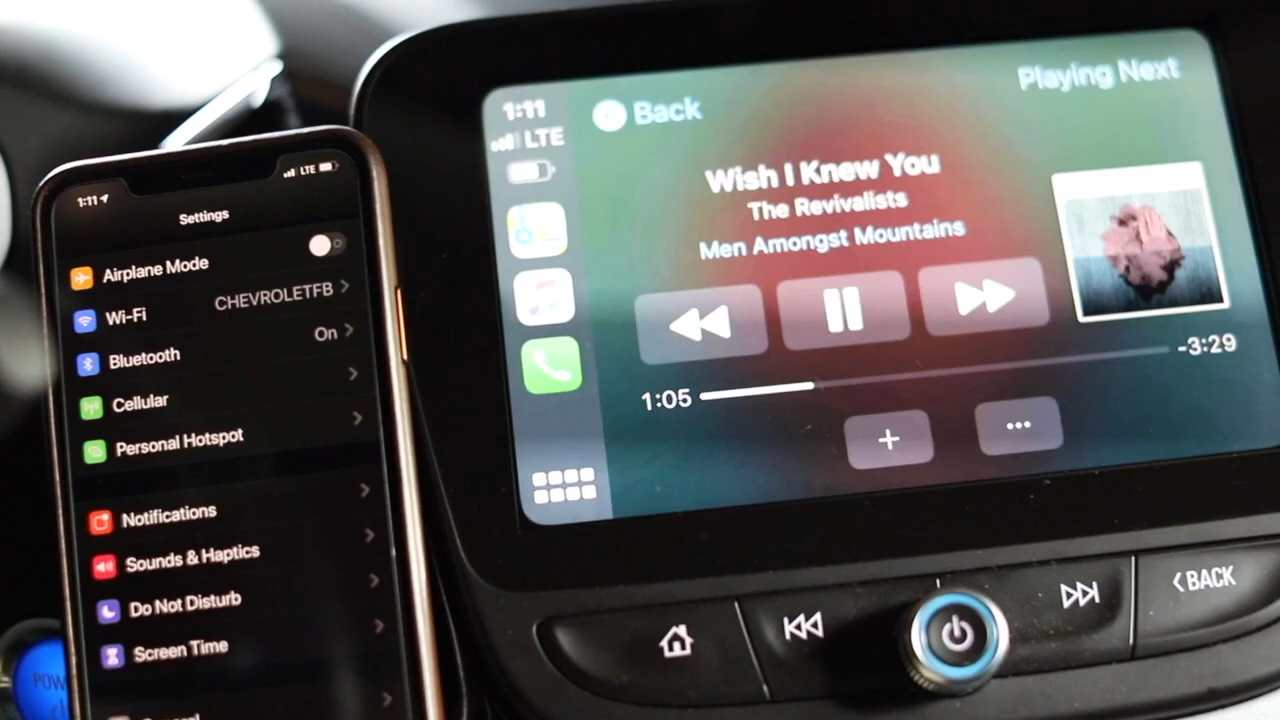 1:11
LTE
Settings
Airplane Mode
Wi-Fi CHEVROLETFB
Bluetooth On
Cellular
Personal Hotspot
Notifications
Sounds & Haptics
Do Not Disturb
Screen Time
1:11
LTE
Back
Playing Next
Wish I Knew You
The Revivalists
Men Amongst Mountains
1:05
-3:29
BACK
POW